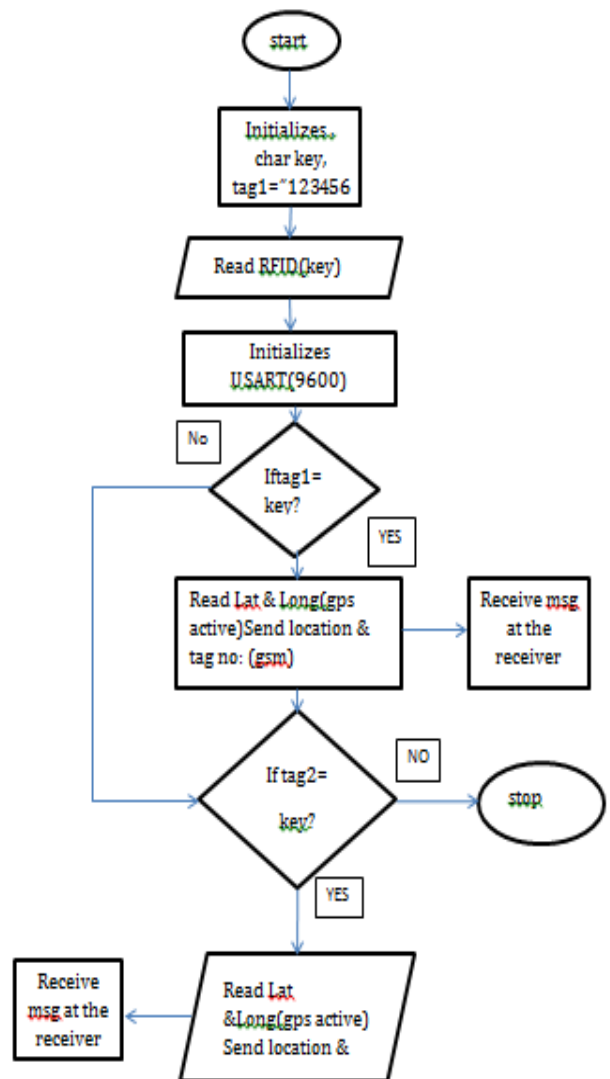 start
Initializes,
char key,
tag1=″123456
Read RFID(key)
Initializes
USART(9600)
No
Iftag1=
key?
YES
Read Lat & Long(gps
active)Send location &
tag no: (gsm)
Receive msg
at the
receiver
If tag2=
key?
NO
stop
YES
Read Lat
&Long(gps active)
Send location &
Receive
msg at the
receiver